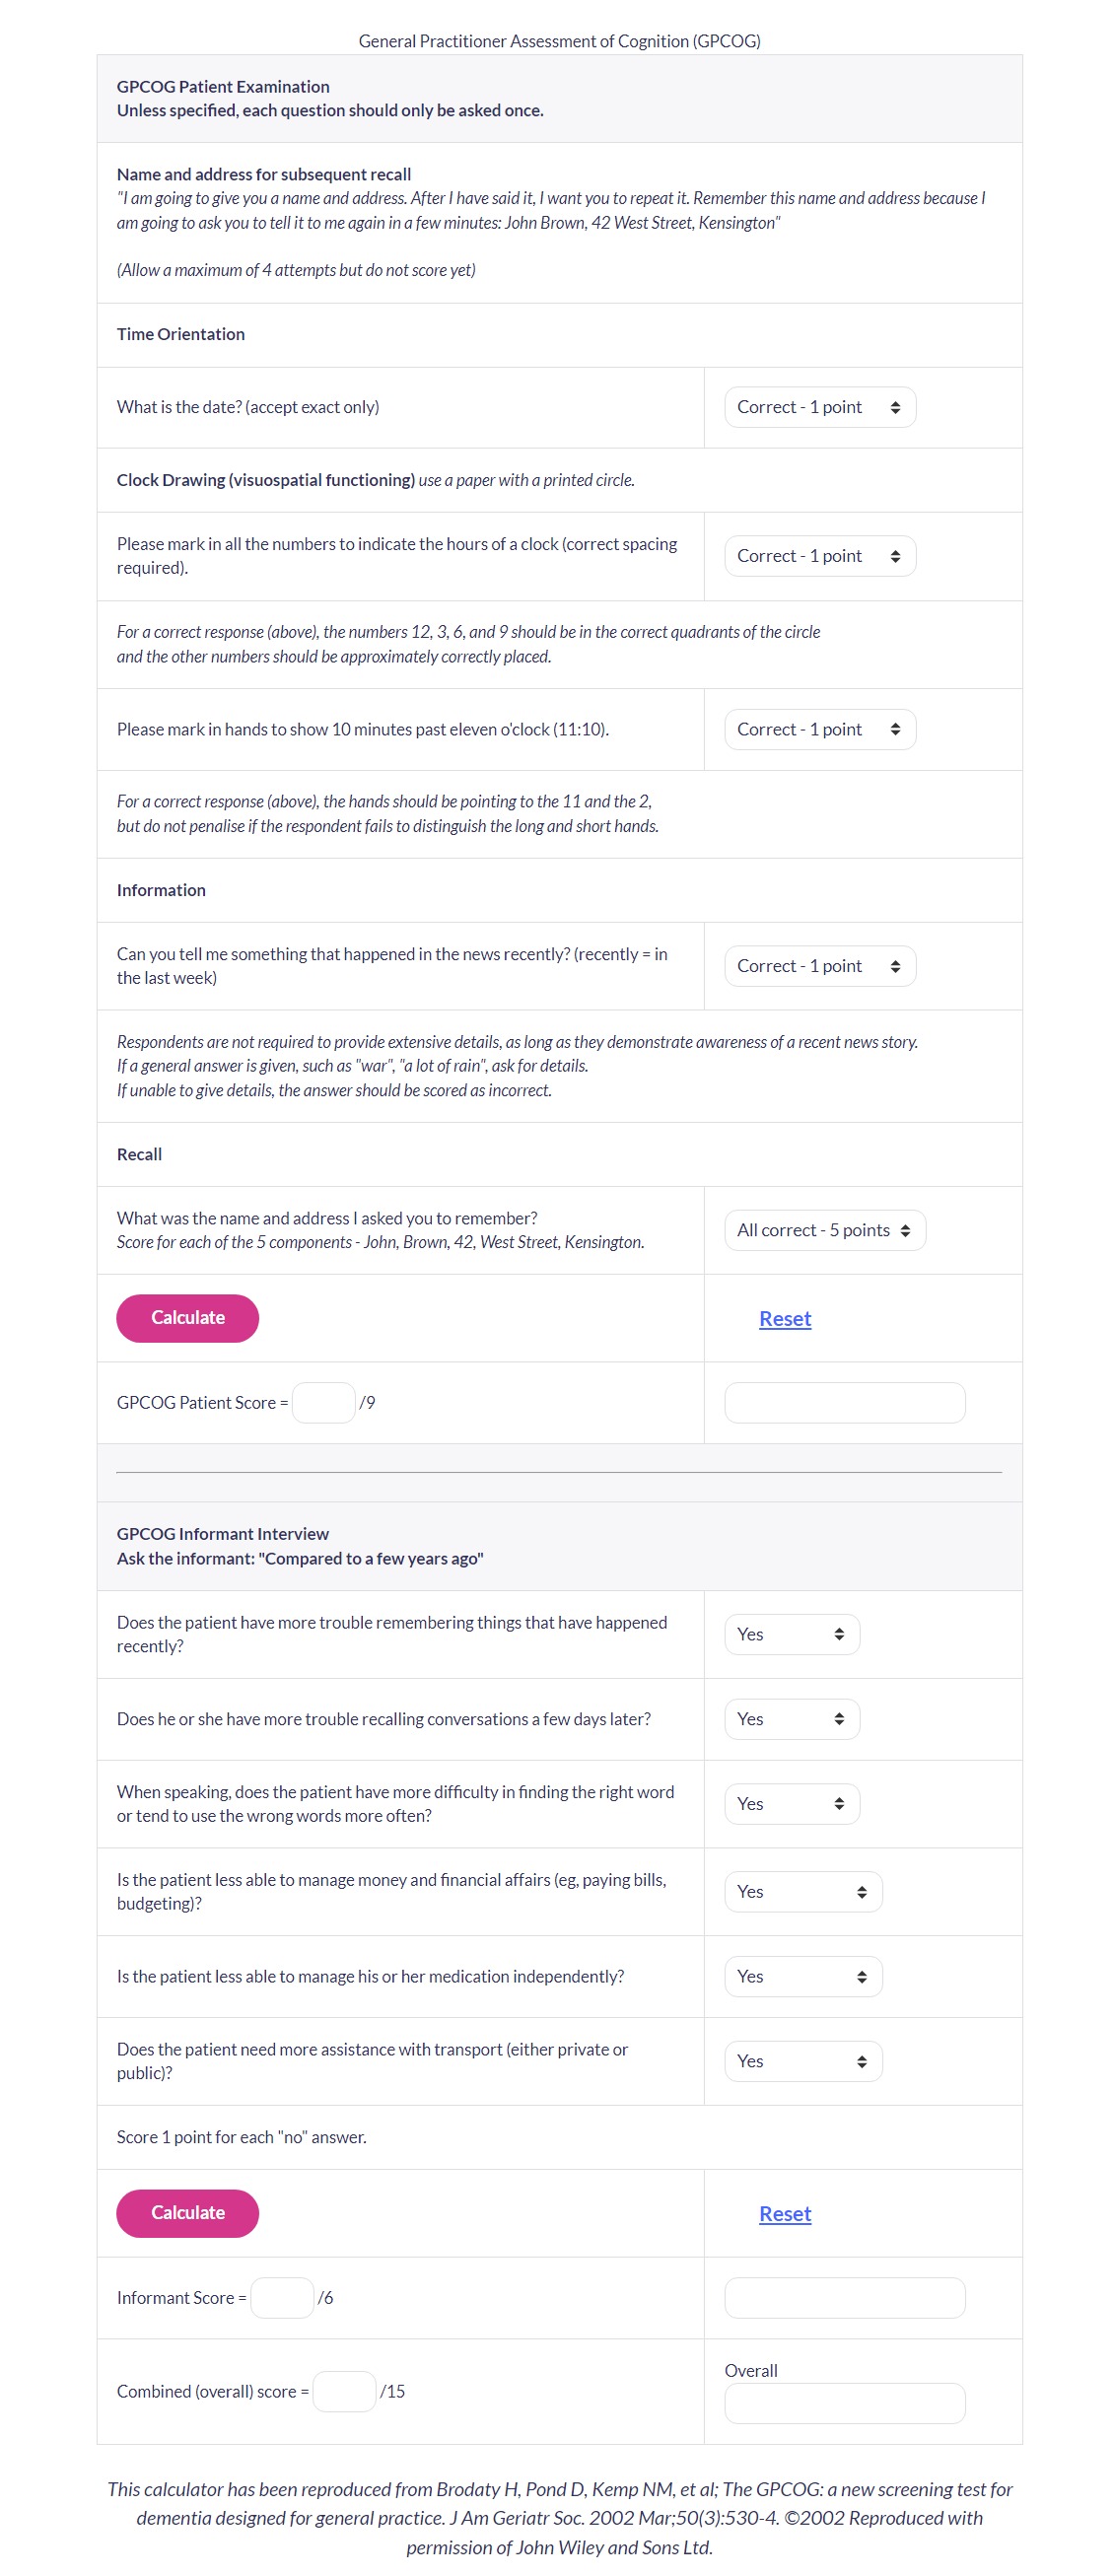 General Practitioner Assessment of Cognition (GPCOG)
GPCOG Patient Examination
Unless specified, each question should only be asked once.
Name and address for subsequent recall
"I am going to give you a name and address. After I have said it, I want you to repeat it. Remember this name and address because I
am going to ask you to tell it to me again in a few minutes: John Brown, 42 West Street, Kensington"
(Allow a maximum of 4 attempts but do not score yet)
Time Orientation
What is the date? (accept exact only)
Correct - 1 point
Clock Drawing (visuospatial functioning) use a paper with a printed circle.
Please mark in all the numbers to indicate the hours of a clock (correct spacing
required).
Correct - 1 point
For a correct response (above), the numbers 12, 3, 6, and 9 should be in the correct quadrants of the circle
and the other numbers should be approximately correctly placed.
Please mark in hands to show 10 minutes past eleven o'clock (11:10).
Correct - 1 point
For a correct response (above), the hands should be pointing to the 11 and the 2,
but do not penalise if the respondent fails to distinguish the long and short hands.
Information
Can you tell me something that happened in the news recently? (recently = in
the last week)
Correct - 1 point
Respondents are not required to provide extensive details, as long as they demonstrate awareness of a recent news story.
If a general answer is given, such as "war", "a lot of rain", ask for details.
If unable to give details, the answer should be scored as incorrect.
Recall
What was the name and address I asked you to remember?
Score for each of the 5 components - John, Brown, 42, West Street, Kensington.
All correct - 5 points
Calculate
Reset
GPCOG Patient Score = /9
GPCOG Informant Interview
Ask the informant: "Compared to a few years ago"
Does the patient have more trouble remembering things that have happened
recently?
Yes
Does he or she have more trouble recalling conversations a few days later?
Yes
When speaking, does the patient have more difficulty in finding the right word
or tend to use the wrong words more often?
Yes
Is the patient less able to manage money and financial affairs (eg, paying bills,
budgeting)?
Yes
Is the patient less able to manage his or her medication independently?
Yes
Does the patient need more assistance with transport (either private or
public)?
Yes
Score 1 point for each "no" answer.
Calculate
Reset
Informant Score = /6
Combined (overall) score = /15
Overall
This calculator has been reproduced from Brodaty H, Pond D, Kemp NM, et al; The GPCOG: a new screening test for
dementia designed for general practice. J Am Geriatr Soc. 2002 Mar;50(3):530-4. ©2002 Reproduced with
permission of John Wiley and Sons Ltd.